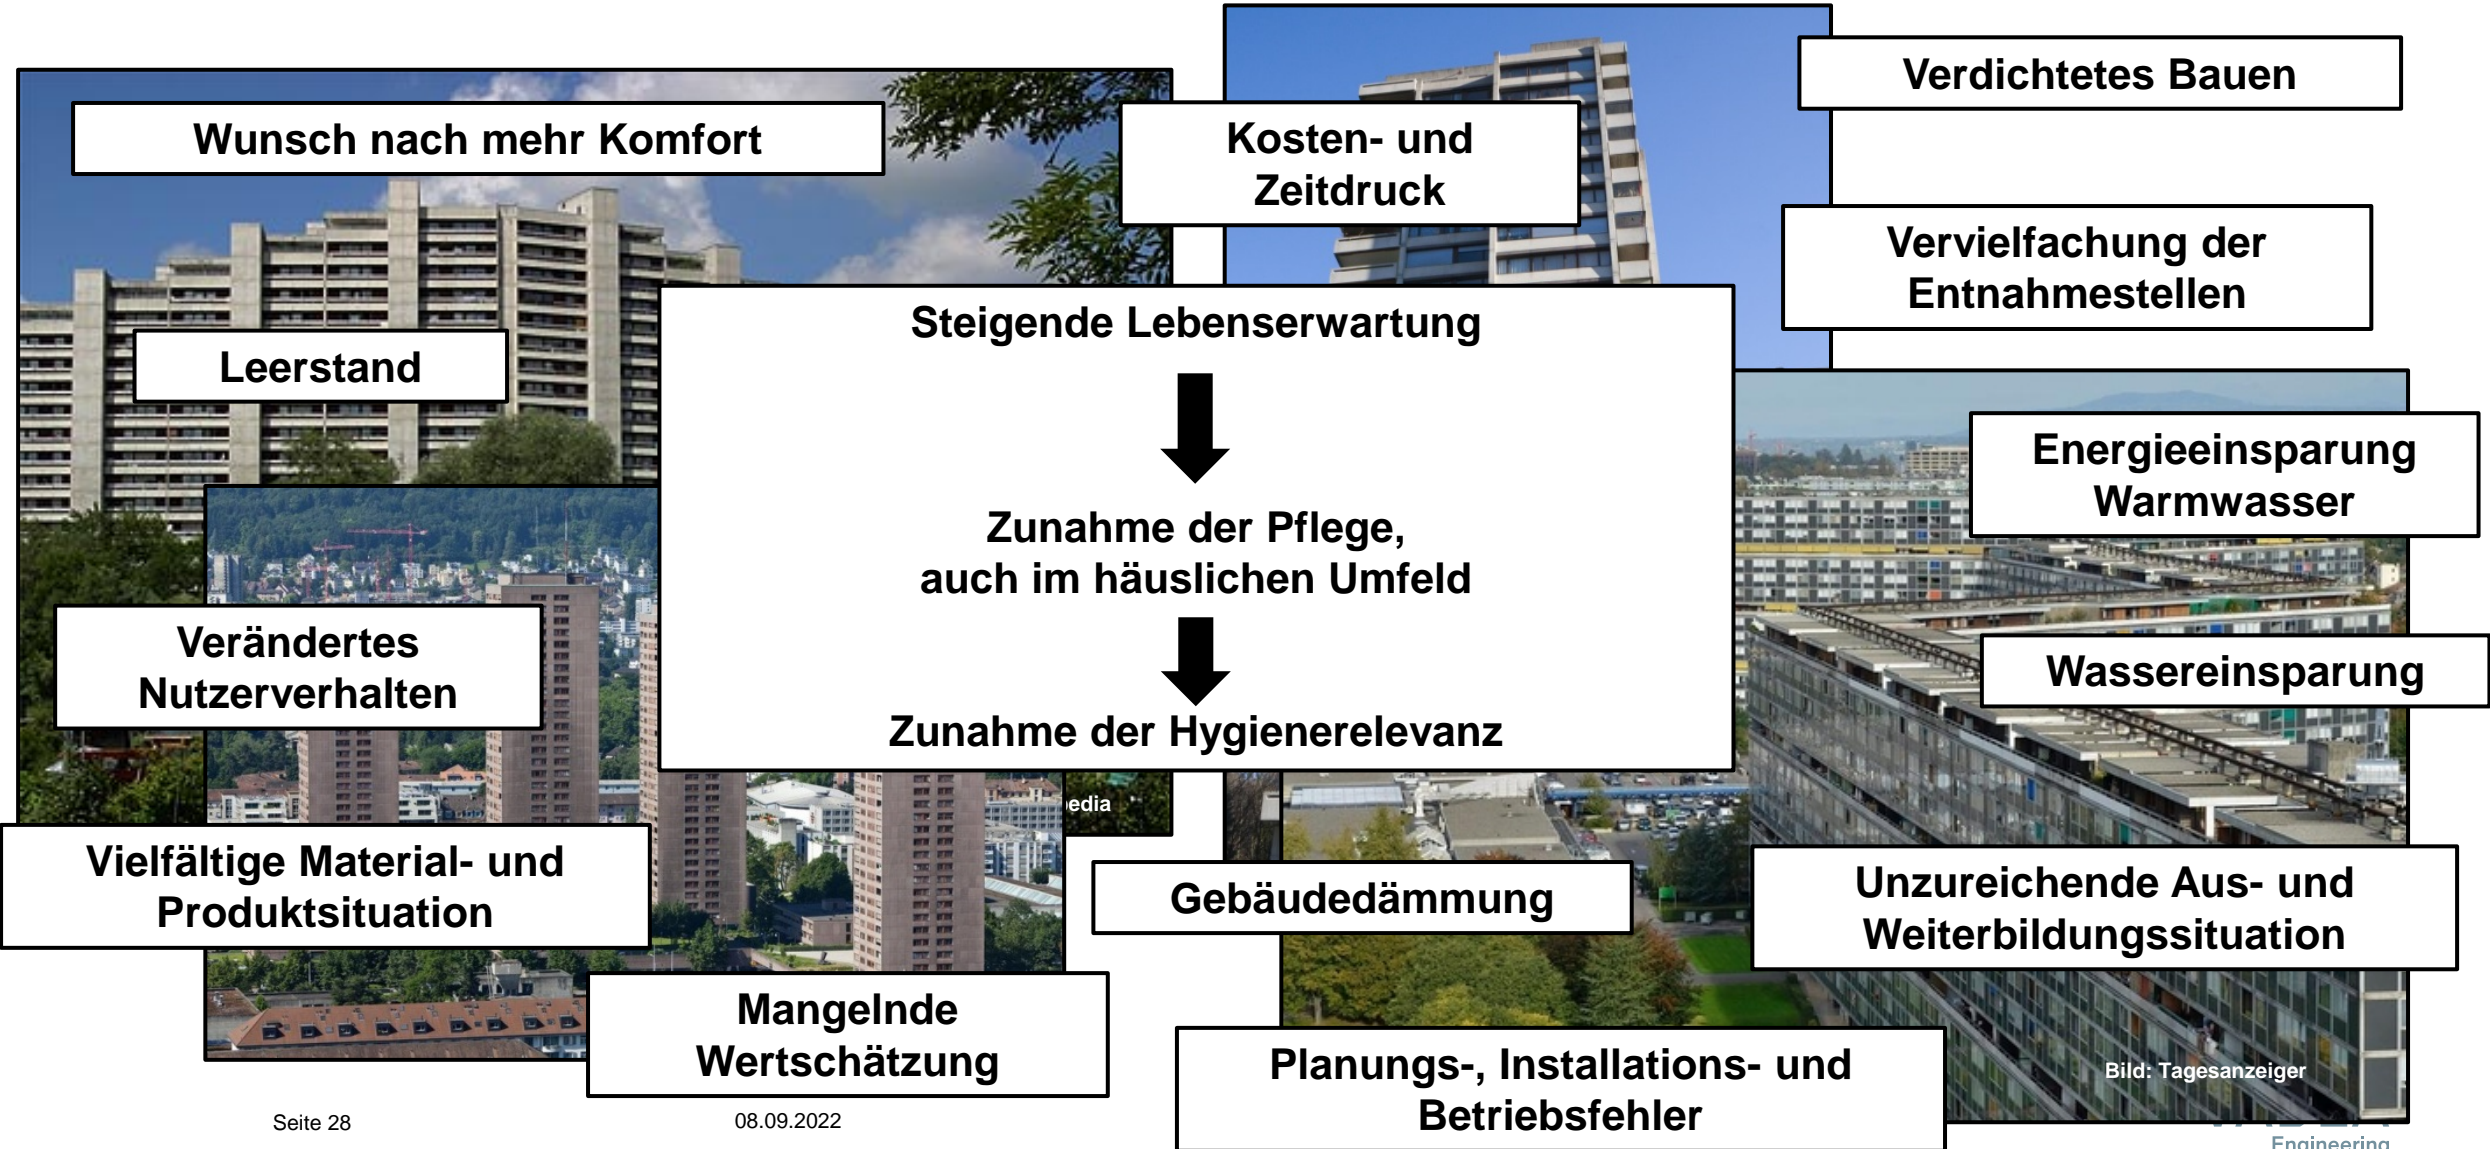 Verdichtetes Bauen
Wunsch nach mehr Komfort
Kosten- und
Zeitdruck
Vervielfachung der
Entnahmestellen
Steigende Lebenserwartung
Leerstand
Energieeinsparung
Warmwasser
Zunahme der Pflege,
auch im häuslichen Umfeld
Verändertes
Nutzerverhalten
Wassereinsparung
Zunahme der Hygienerelevanz
Vielfältige Material- und
Produktsituation
Gebäudedämmung
Unzureichende Aus- und
Weiterbildungssituation
Mangelnde
Wertschätzung
Planungs-, Installations- und
Betriebsfehler
Bild: Tagesanzeiger
Seite 28
08.09.2022
Engineering